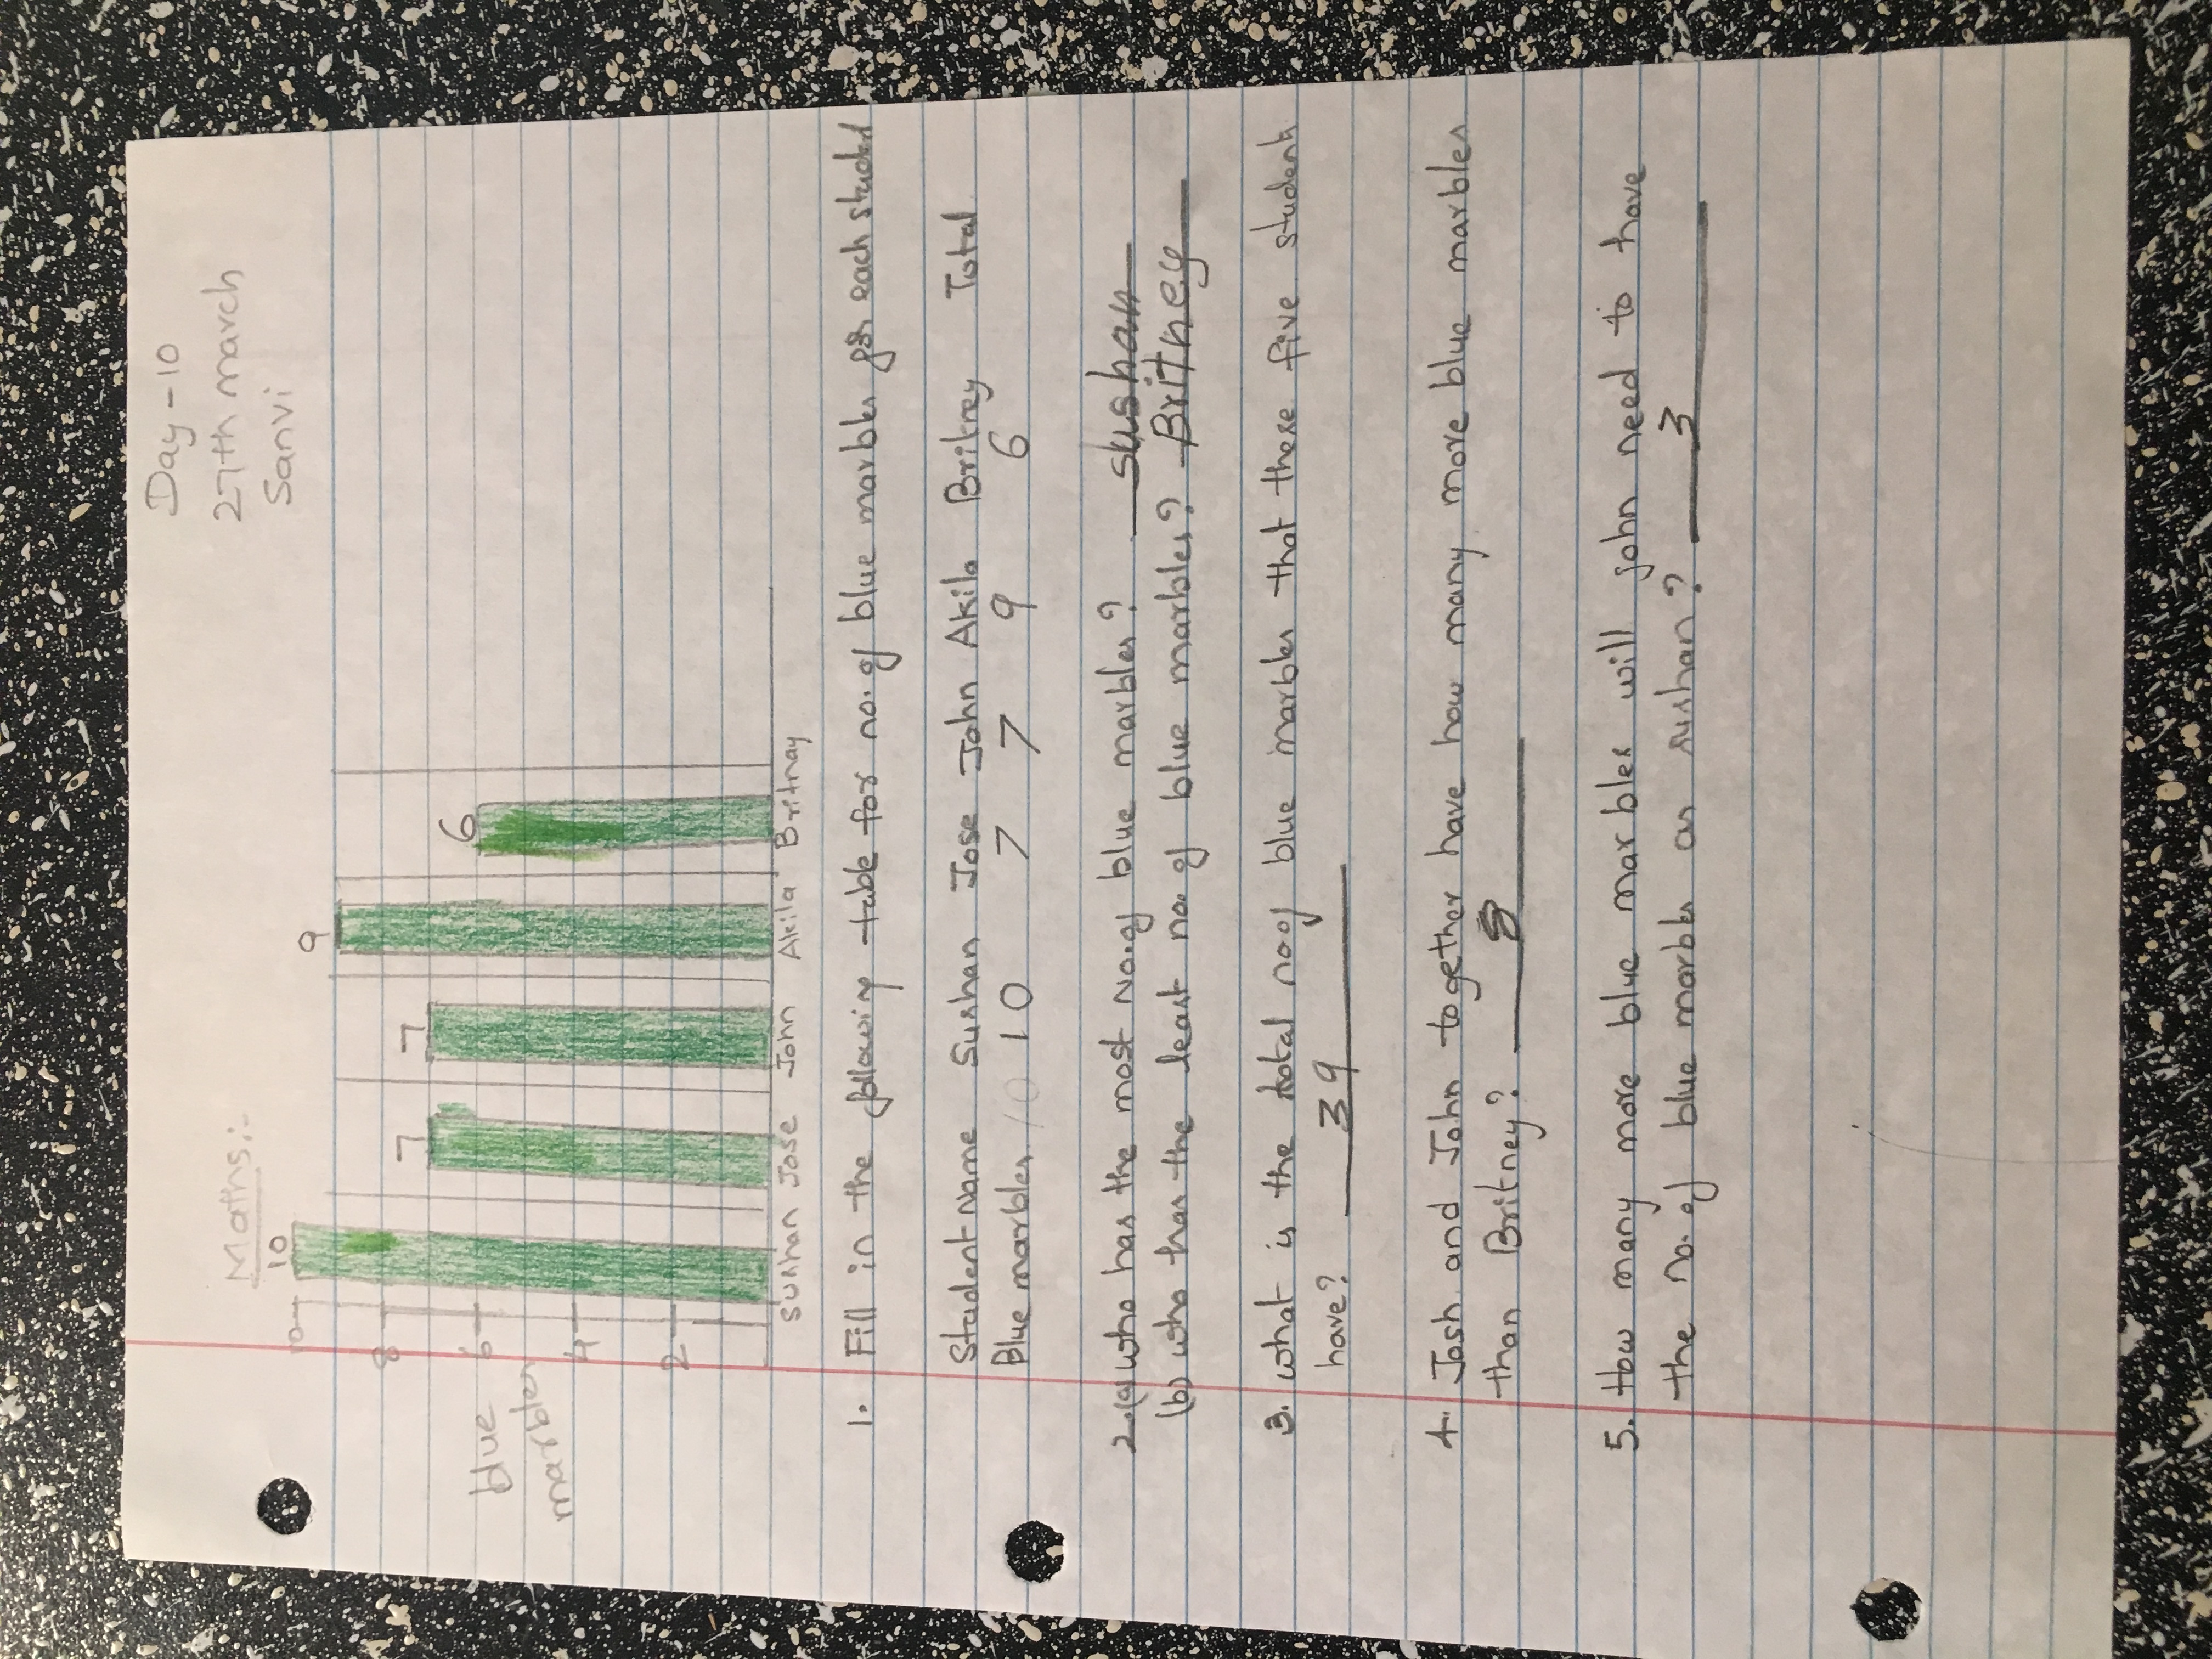 Day - 10
27th march
Sanvi
Maths:-
10
9
7 7
6
10
8
6
4
2
blue
marbles
Sushan Jose John Akila Britnay
1. Fill in the following table for no. of blue marbles for each student
Student Name Sushan Jose John Akila Britney Total
Blue marbles 10 10 7 7 9 6
2.(a) who has the most No.of blue marbles? sushan
(b) who has the least no. of blue marbles? Britney
3. what is the total no of blue marbles that these five students
have? 39
4. Josh and John together have how many more blue marbles
than Britney? 8
5. How many more blue marbles will john need to have
the no. of blue marbles as sushan? 3